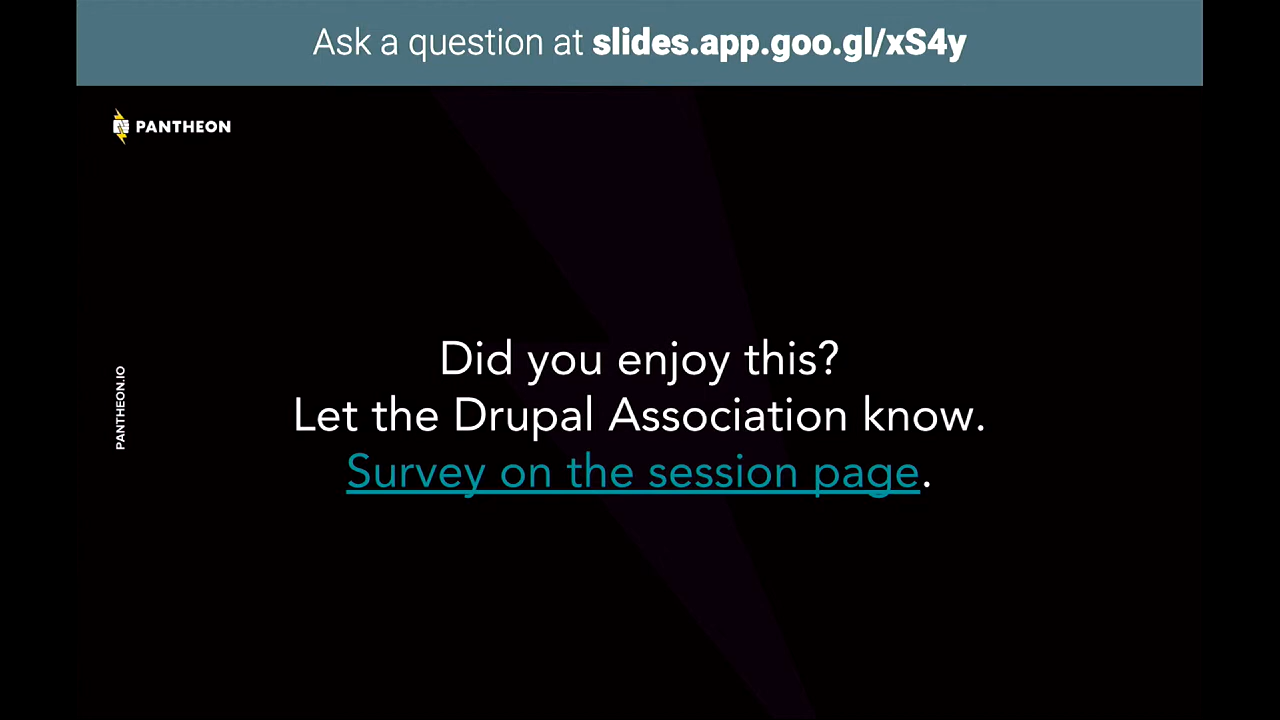 Ask a question at slides.app.goo.gl/xS4y
PANTHEON
PANTHEON.IO
Did you enjoy this?
Let the Drupal Association know.
Survey on the session page.